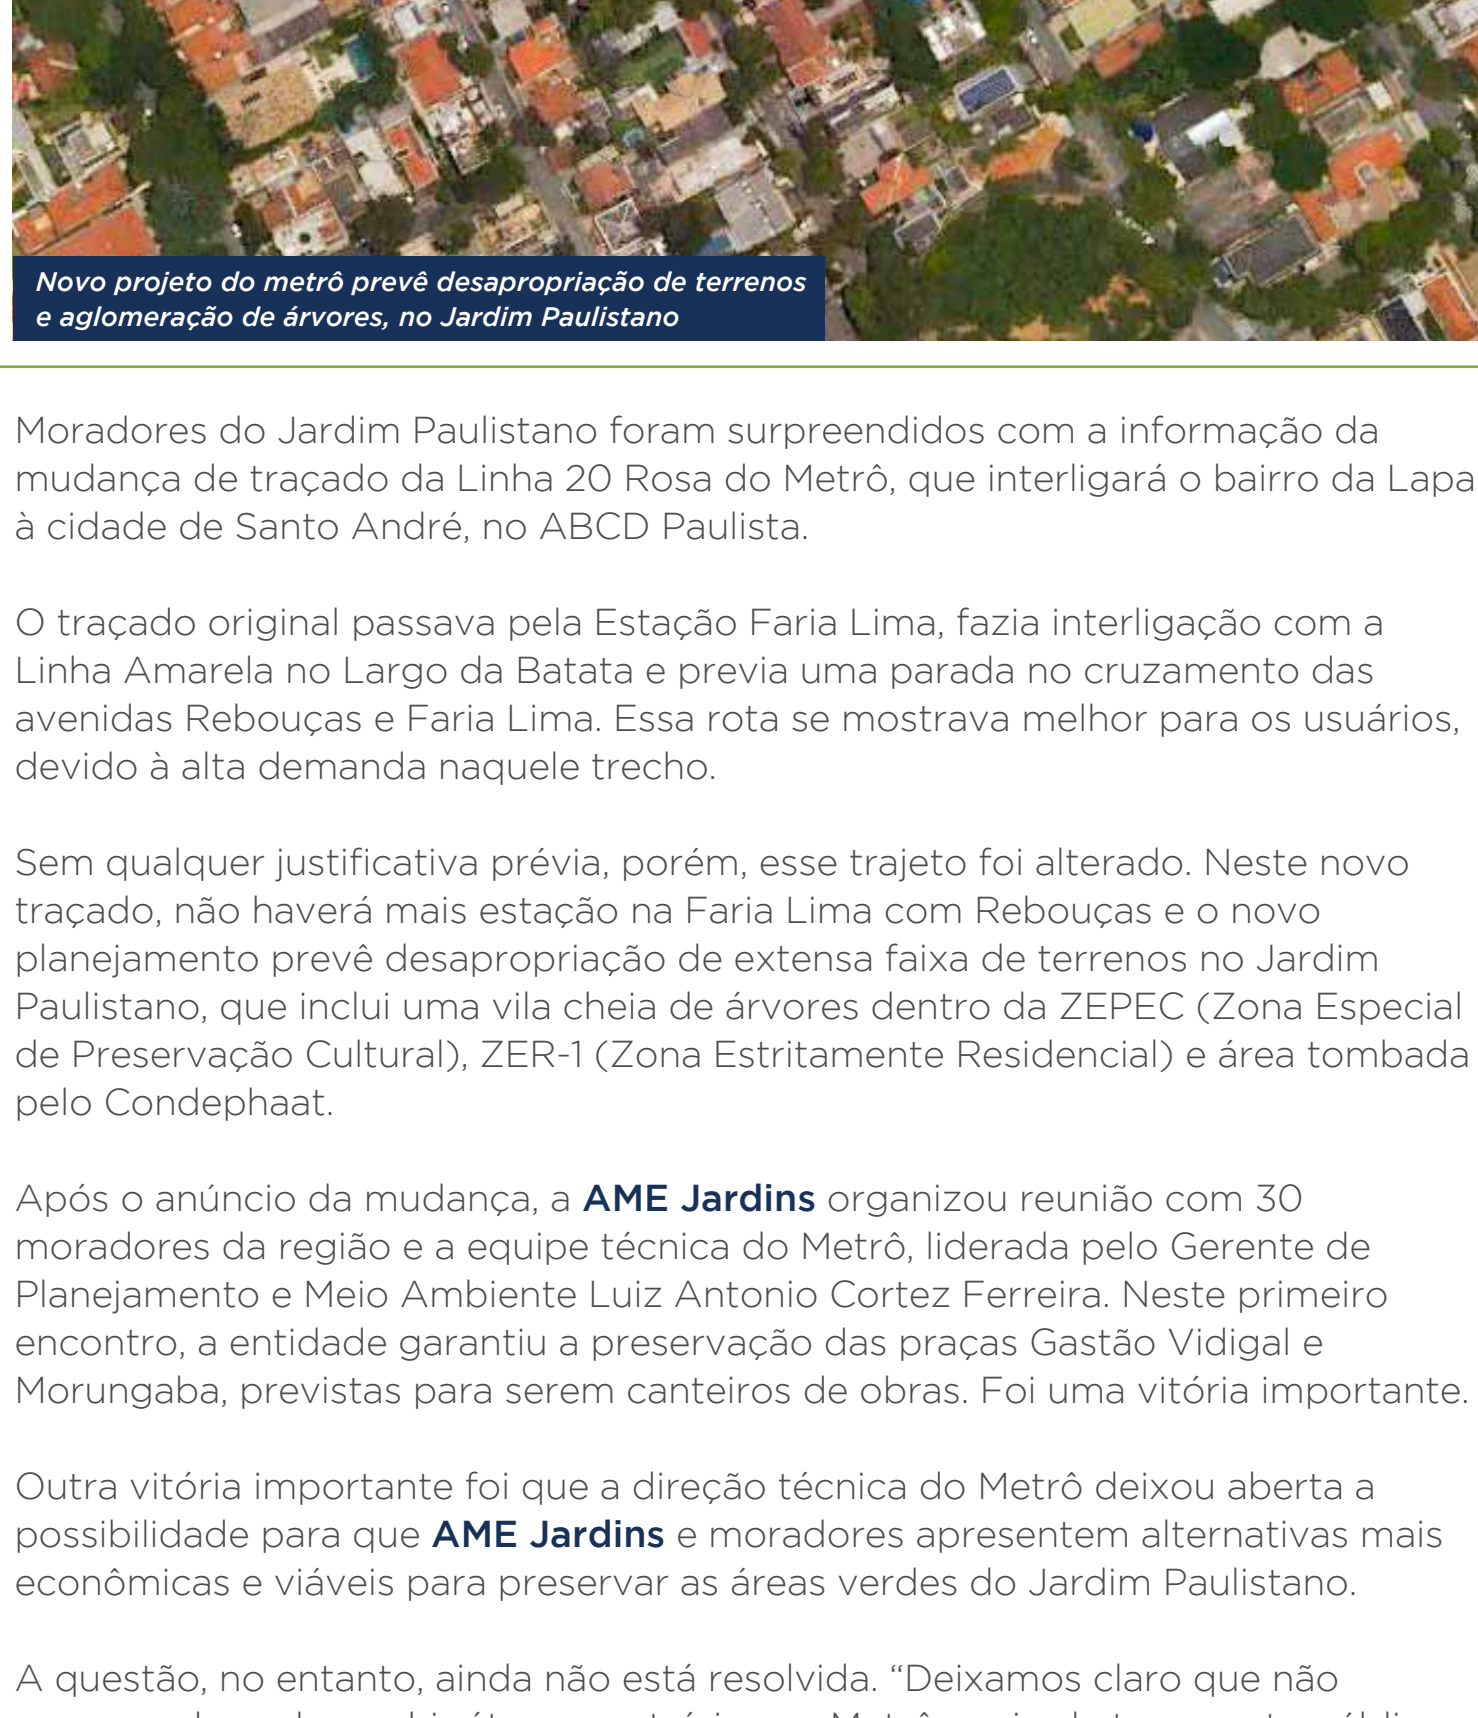 Novo projeto do metrô prevê desapropriação de terrenos
e aglomeração de árvores, no Jardim Paulistano
Moradores do Jardim Paulistano foram surpreendidos com a informação da
mudança de traçado da Linha 20 Rosa do Metrô, que interligará o bairro da Lapa
à cidade de Santo André, no ABCD Paulista.
O traçado original passava pela Estação Faria Lima, fazia interligação com a
Linha Amarela no Largo da Batata e previa uma parada no cruzamento das
avenidas Rebouças e Faria Lima. Essa rota se mostrava melhor para os usuários,
devido à alta demanda naquele trecho.
Sem qualquer justificativa prévia, porém, esse trajeto foi alterado. Neste novo
traçado, não haverá mais estação na Faria Lima com Rebouças e o novo
planejamento prevê desapropriação de extensa faixa de terrenos no Jardim
Paulistano, que inclui uma vila cheia de árvores dentro da ZEPEC (Zona Especial
de Preservação Cultural), ZER-1 (Zona Estritamente Residencial) e área tombada
pelo Condephaat.
Após o anúncio da mudança, a AME Jardins organizou reunião com 30
moradores da região e a equipe técnica do Metrô, liderada pelo Gerente de
Planejamento e Meio Ambiente Luiz Antonio Cortez Ferreira. Neste primeiro
encontro, a entidade garantiu a preservação das praças Gastão Vidigal e
Morungaba, previstas para serem canteiros de obras. Foi uma vitória importante.
Outra vitória importante foi que a direção técnica do Metrô deixou aberta a
possibilidade para que AME Jardins e moradores apresentem alternativas mais
econômicas e viáveis para preservar as áreas verdes do Jardim Paulistano.
A questão, no entanto, ainda não está resolvida. “Deixamos claro que não